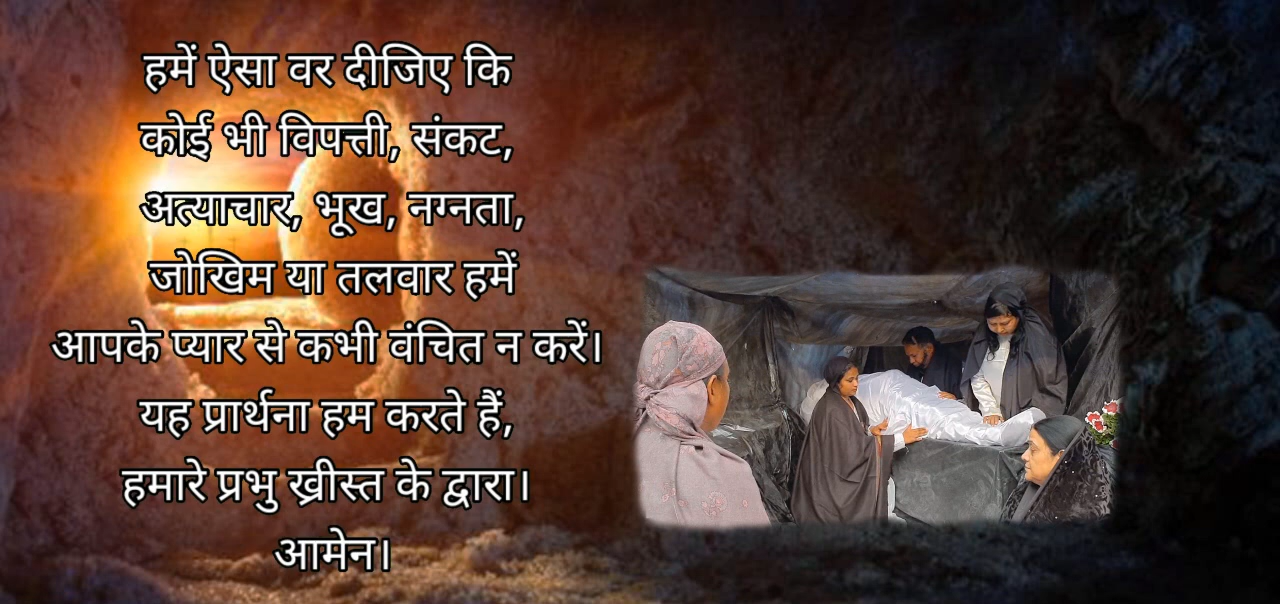 हमें ऐसा वर दीजिए कि
कोई भी विपत्ती, संकट,
अत्याचार, भूख, नग्नता,
जोखिम या तलवार हमें
आपके प्यार से कभी वंचित न करें।
यह प्रार्थना हम करते हैं,
हमारे प्रभु ख्रीस्त के द्वारा।
आमेन।